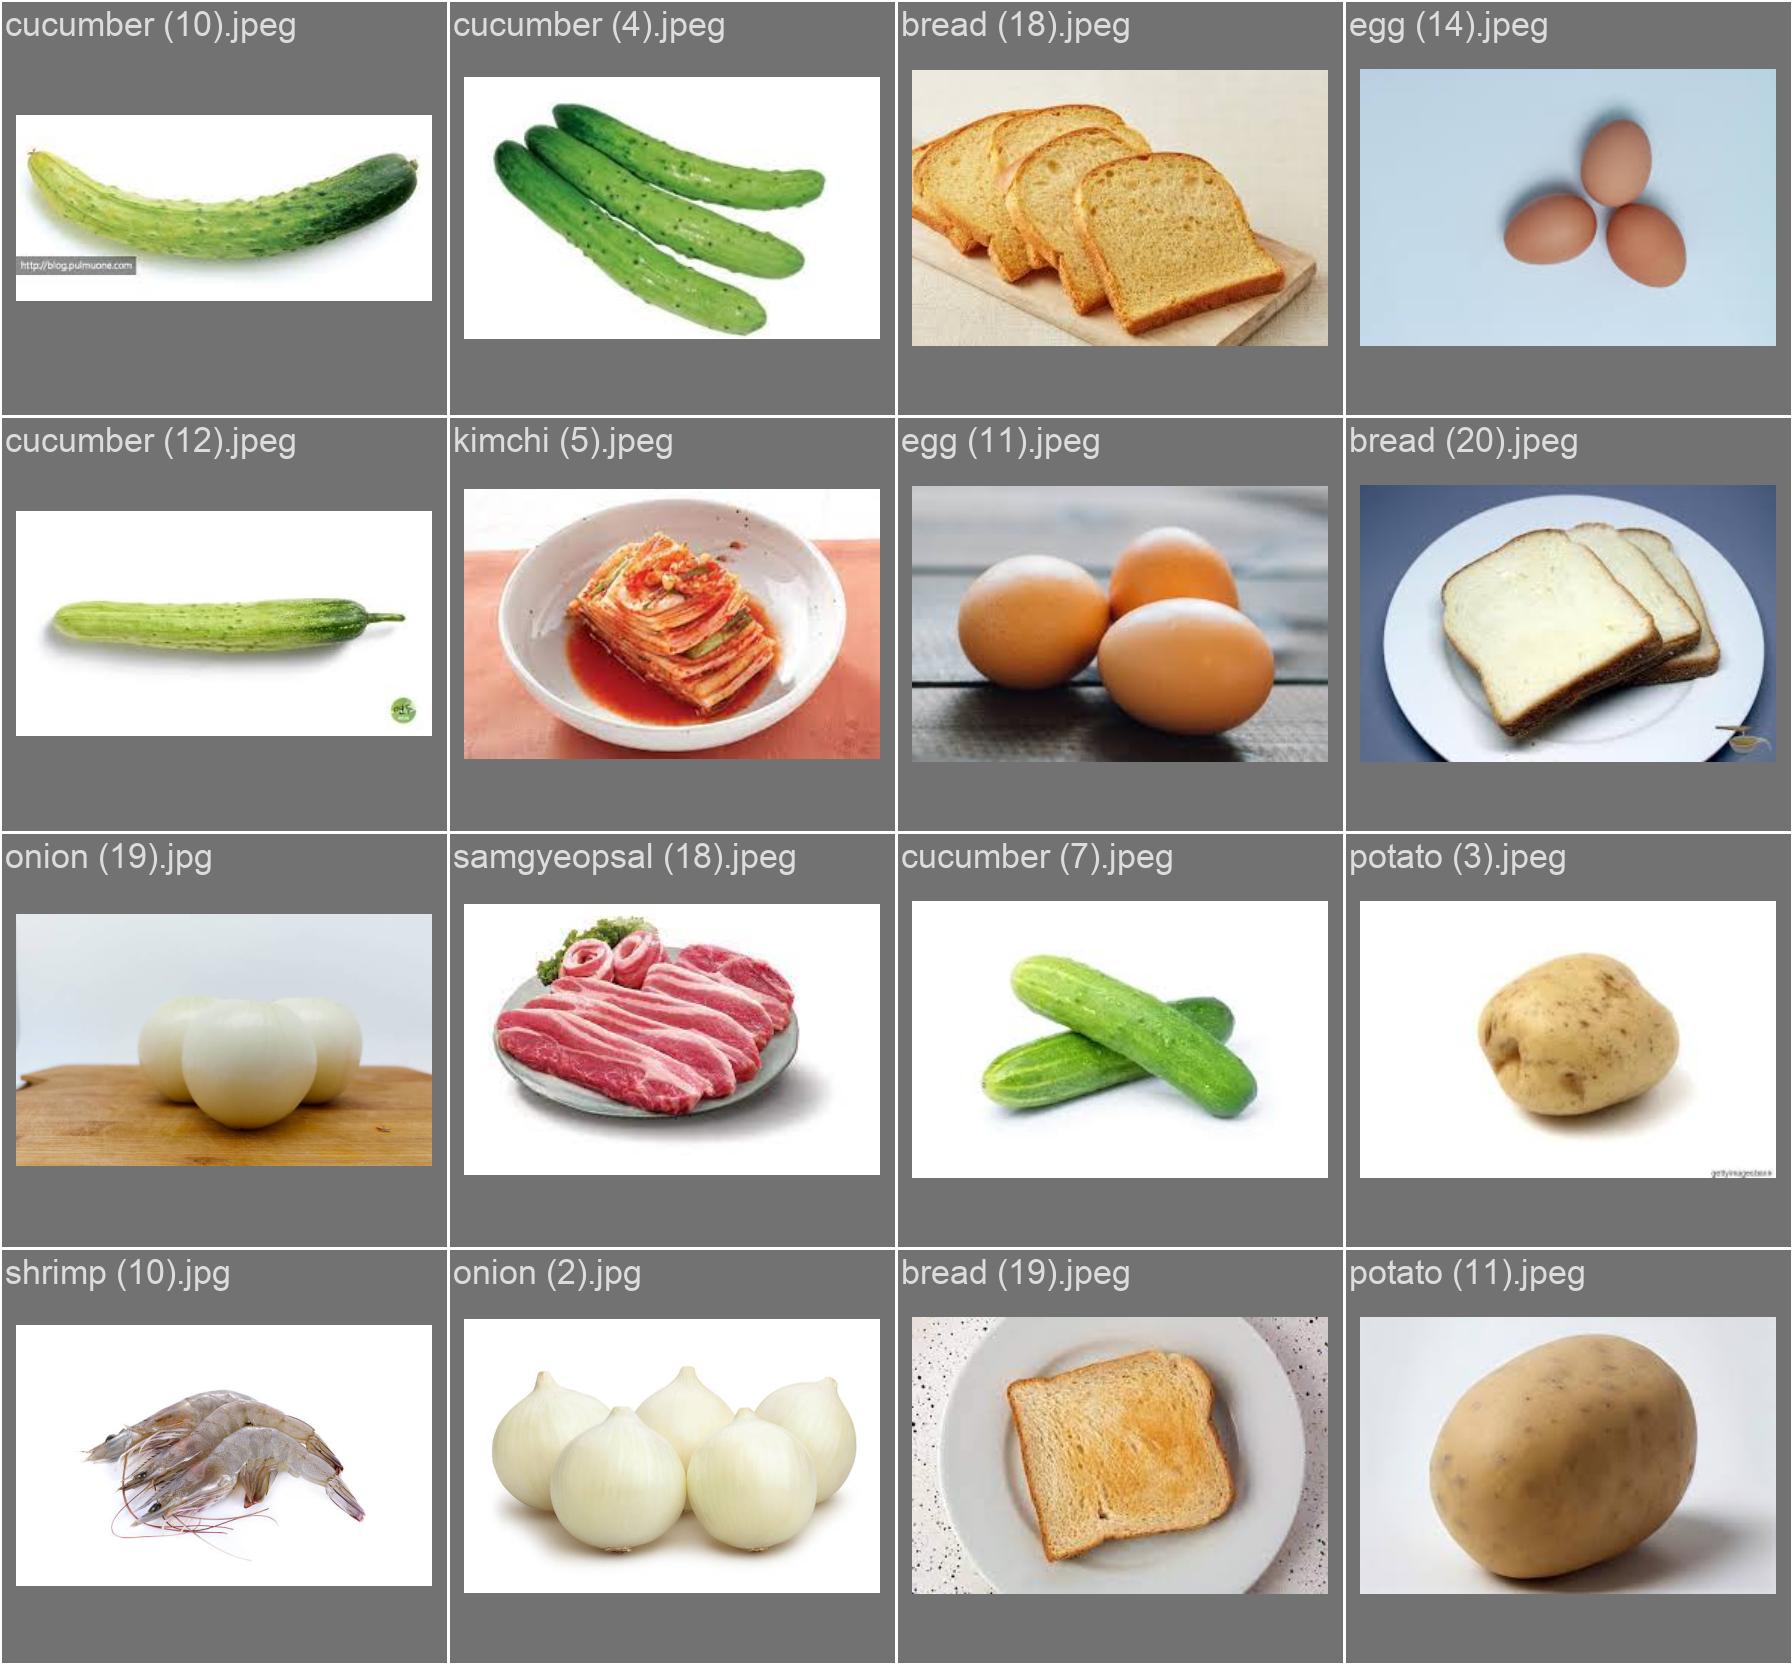 cucumber (10).jpeg
cucumber (4).jpeg
bread (18).jpeg
egg (14).jpeg
http://blog.pulmuone.com
cucumber (12).jpeg
kimchi (5).jpeg
egg (11).jpeg
bread (20).jpeg
연두
onion (19).jpg
samgyeopsal (18).jpeg
cucumber (7).jpeg
potato (3).jpeg
gettyimagesbank
shrimp (10).jpg
onion (2).jpg
bread (19).jpeg
potato (11).jpeg